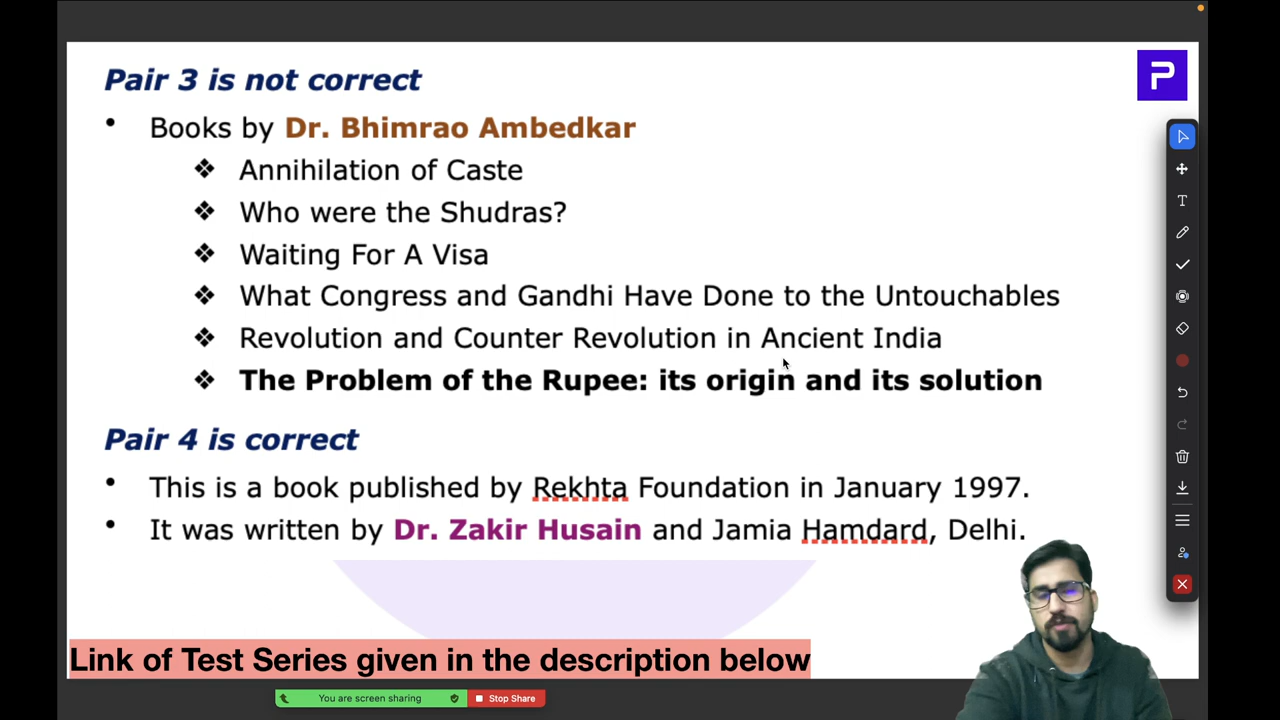 Pair 3 is not correct
P
• Books by Dr. Bhimrao Ambedkar
❖ Annihilation of Caste
❖ Who were the Shudras?
❖ Waiting For A Visa
❖ What Congress and Gandhi Have Done to the Untouchables
❖ Revolution and Counter Revolution in Ancient India
❖ The Problem of the Rupee: its origin and its solution
Pair 4 is correct
• This is a book published by Rekhta Foundation in January 1997.
• It was written by Dr. Zakir Husain and Jamia Hamdard, Delhi.
Link of Test Series given in the description below
You are screen sharing Stop Share
T